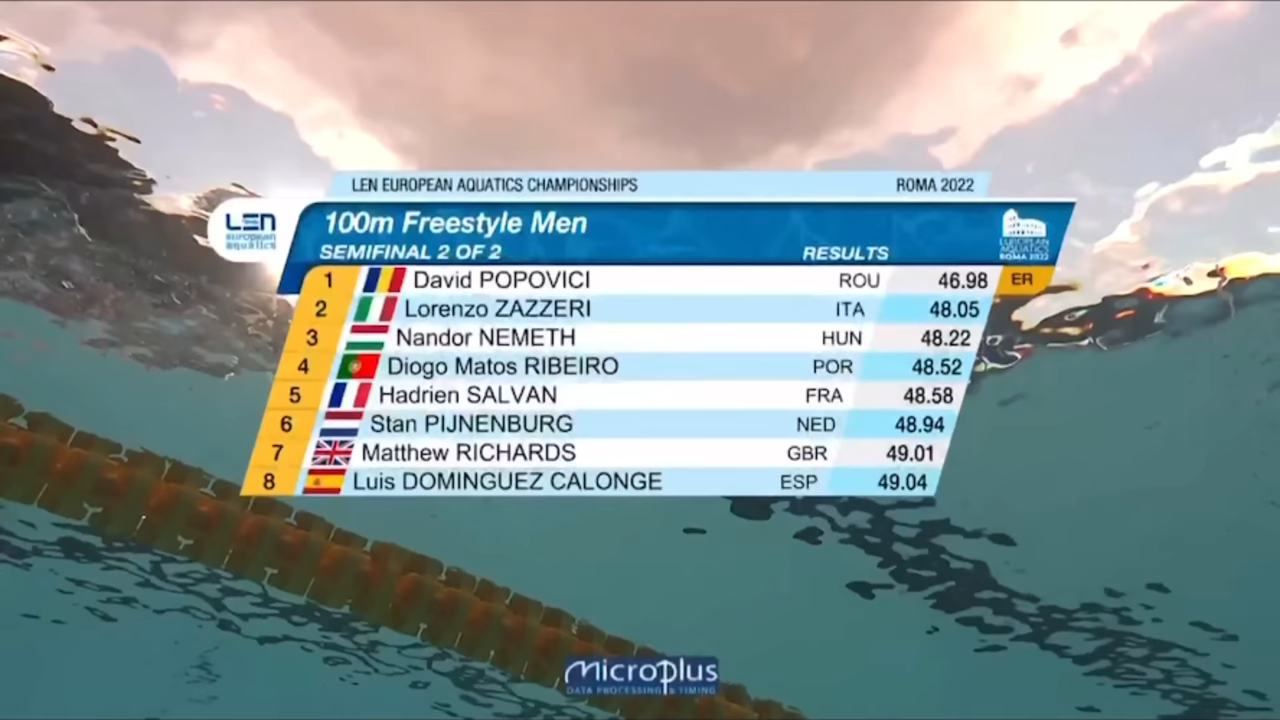 LEN EUROPEAN AQUATICS CHAMPIONSHIPS ROMA 2022
LEN
european
aquatics
100m Freestyle Men
SEMIFINAL 2 OF 2 RESULTS
EUROPEAN
AQUATICS
ROMA 2022
1 David POPOVICI ROU 46.98 ER
2 Lorenzo ZAZZERI ITA 48.05
3 Nandor NEMETH HUN 48.22
4 Diogo Matos RIBEIRO POR 48.52
5 Hadrien SALVAN FRA 48.58
6 Stan PIJNENBURG NED 48.94
7 Matthew RICHARDS GBR 49.01
8 Luis DOMINGUEZ CALONGE ESP 49.04
Microplus
DATA PROCESSING & TIMING